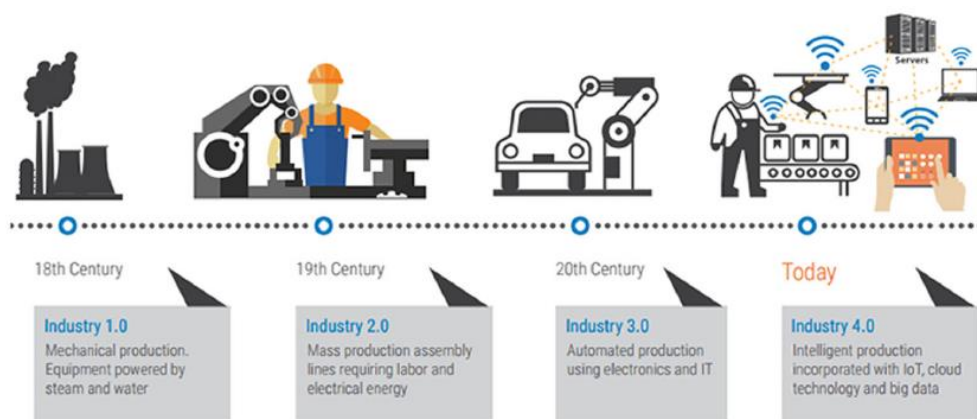 Servers
18th Century
Industry 1.0
Mechanical production.
Equipment powered by
steam and water
19th Century
Industry 2.0
Mass production assembly
lines requiring labor and
electrical energy
20th Century
Industry 3.0
Automated production
using electronics and IT
Today
Industry 4.0
Intelligent production
incorporated with IoT, cloud
technology and big data